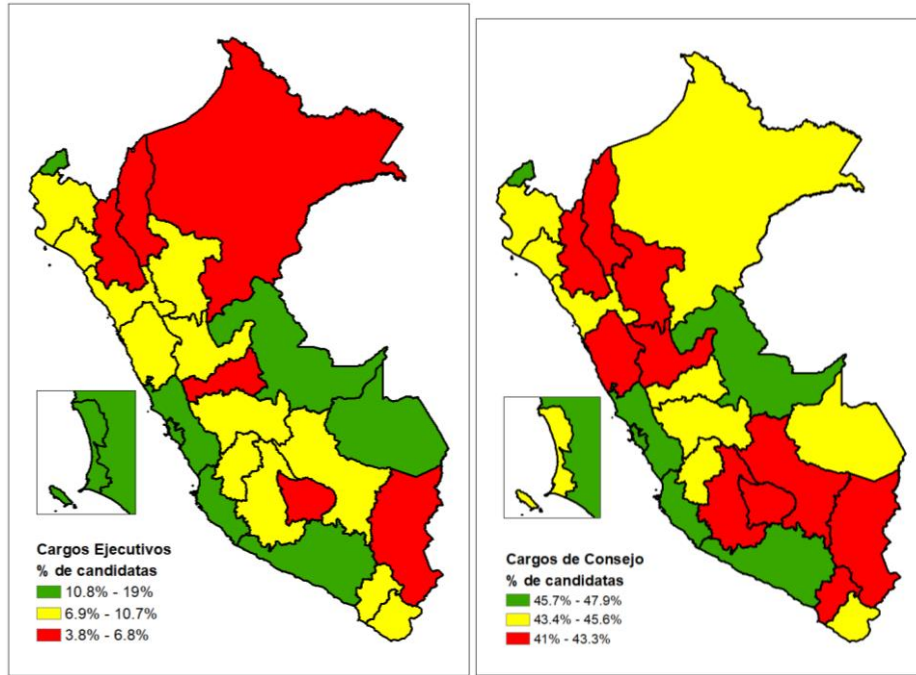 Cargos Ejecutivos
% de candidatas
10.8% - 19%
6.9% - 10.7%
3.8% - 6.8%
Cargos de Consejo
% de candidatas
45.7% - 47.9%
43.4% - 45.6%
41% - 43.3%